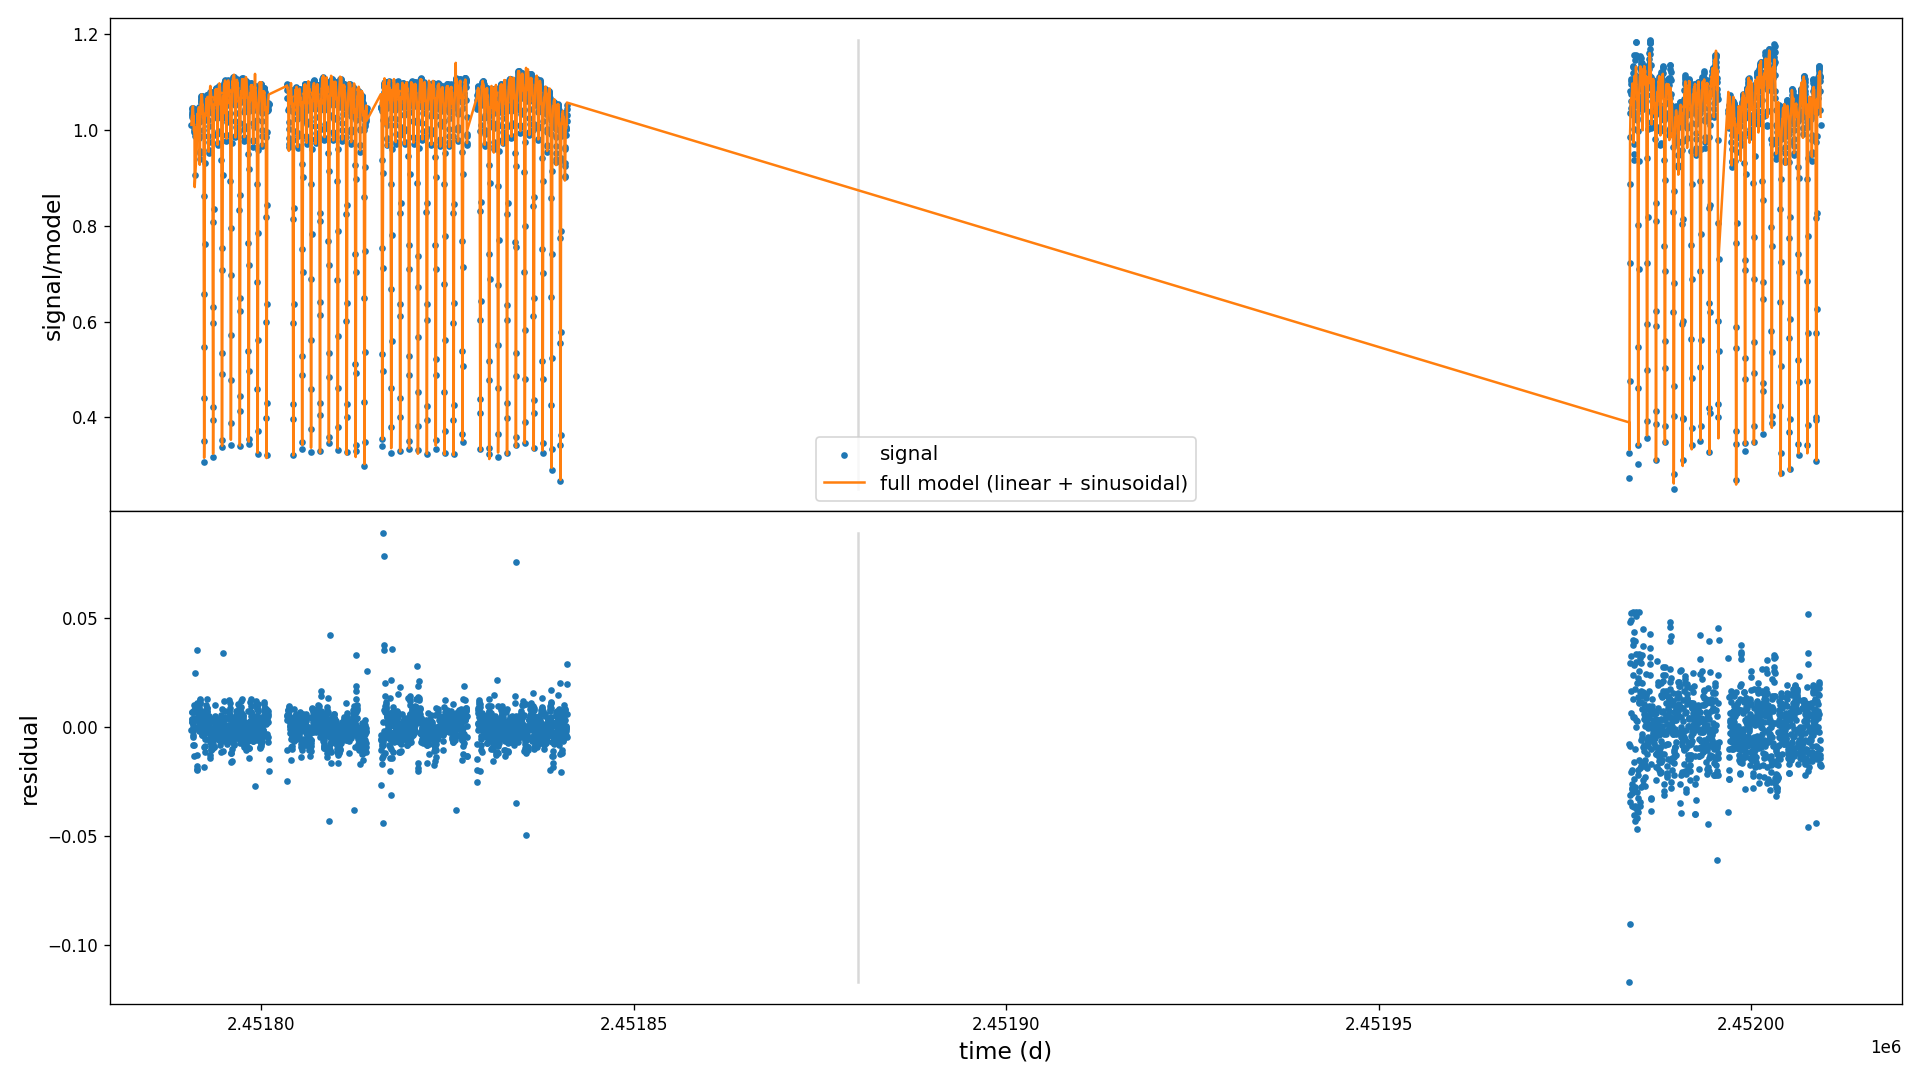 1.2
1.0
0.8
0.6
0.4
signal/model
signal
full model (linear + sinusoidal)
0.05
0.00
−0.05
−0.10
residual
2.45180
2.45185
2.45190
2.45195
2.45200
time (d)
1e6